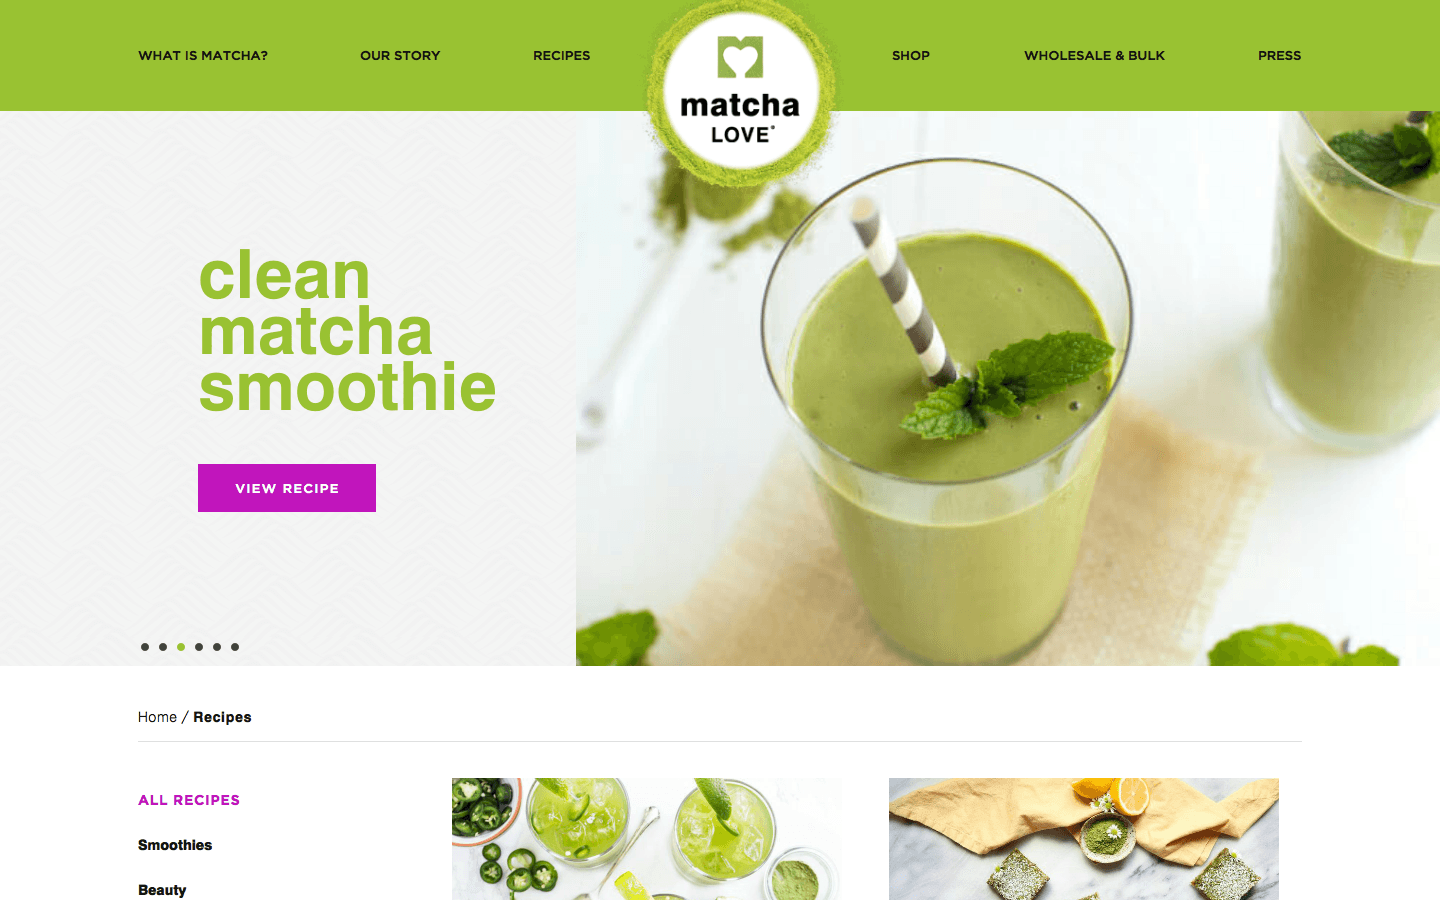 WHAT IS MATCHA?
OUR STORY
RECIPES
matcha
LOVE®
SHOP
WHOLESALE & BULK
PRESS
clean
matcha
smoothie
VIEW RECIPE
Home / Recipes
ALL RECIPES
Smoothies
Beauty